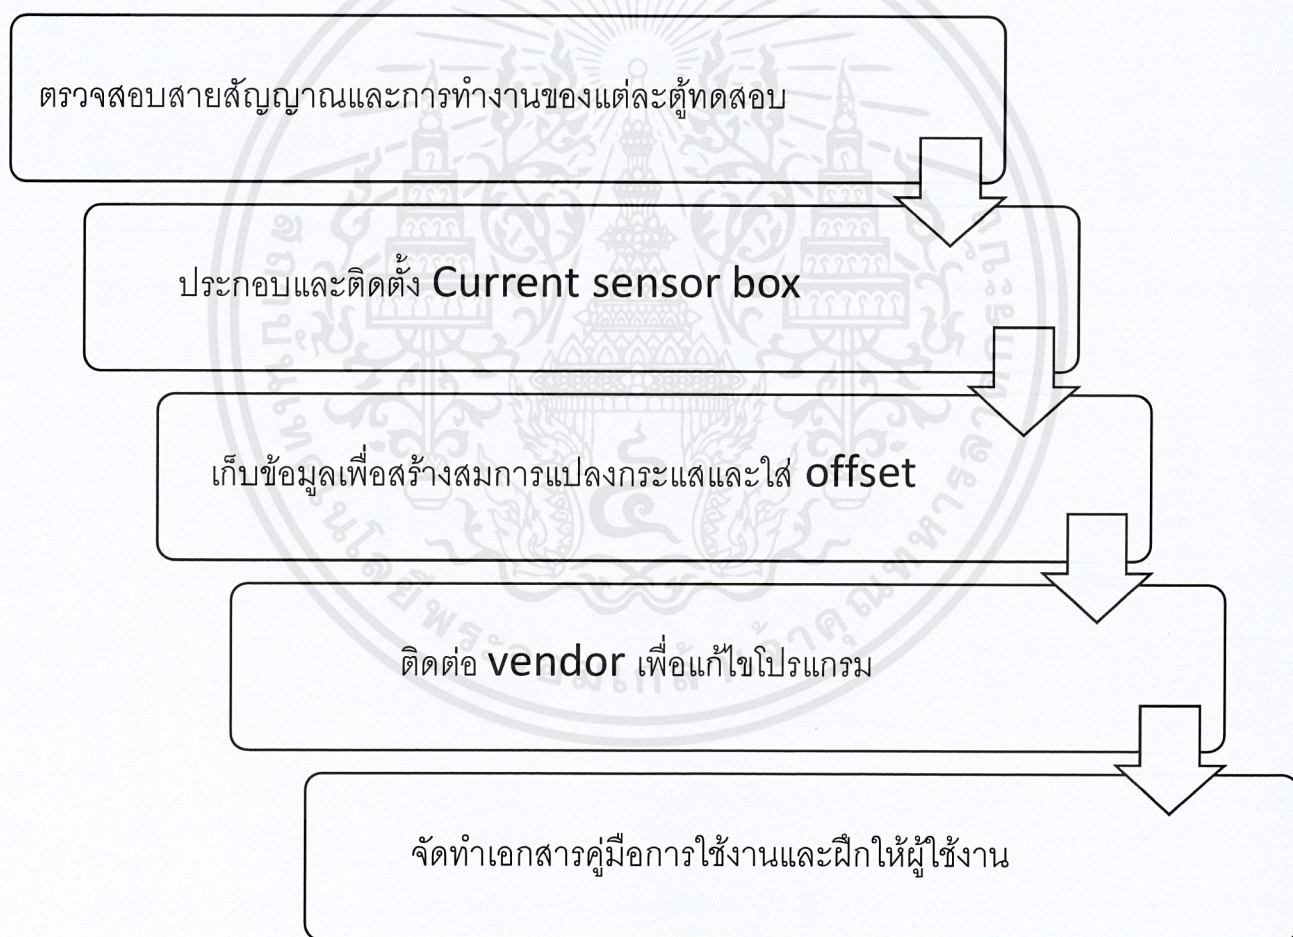 ตรวจสอบสายสัญญาณและการทำงานของแต่ละตู้ทดสอบ
ประกอบและติดตั้ง Current sensor box
เก็บข้อมูลเพื่อสร้างสมการแปลงกระแสและใส่ offset
ติดต่อ vendor เพื่อแก้ไขโปรแกรม
จัดทำเอกสารคู่มือการใช้งานและฝึกให้ผู้ใช้งาน